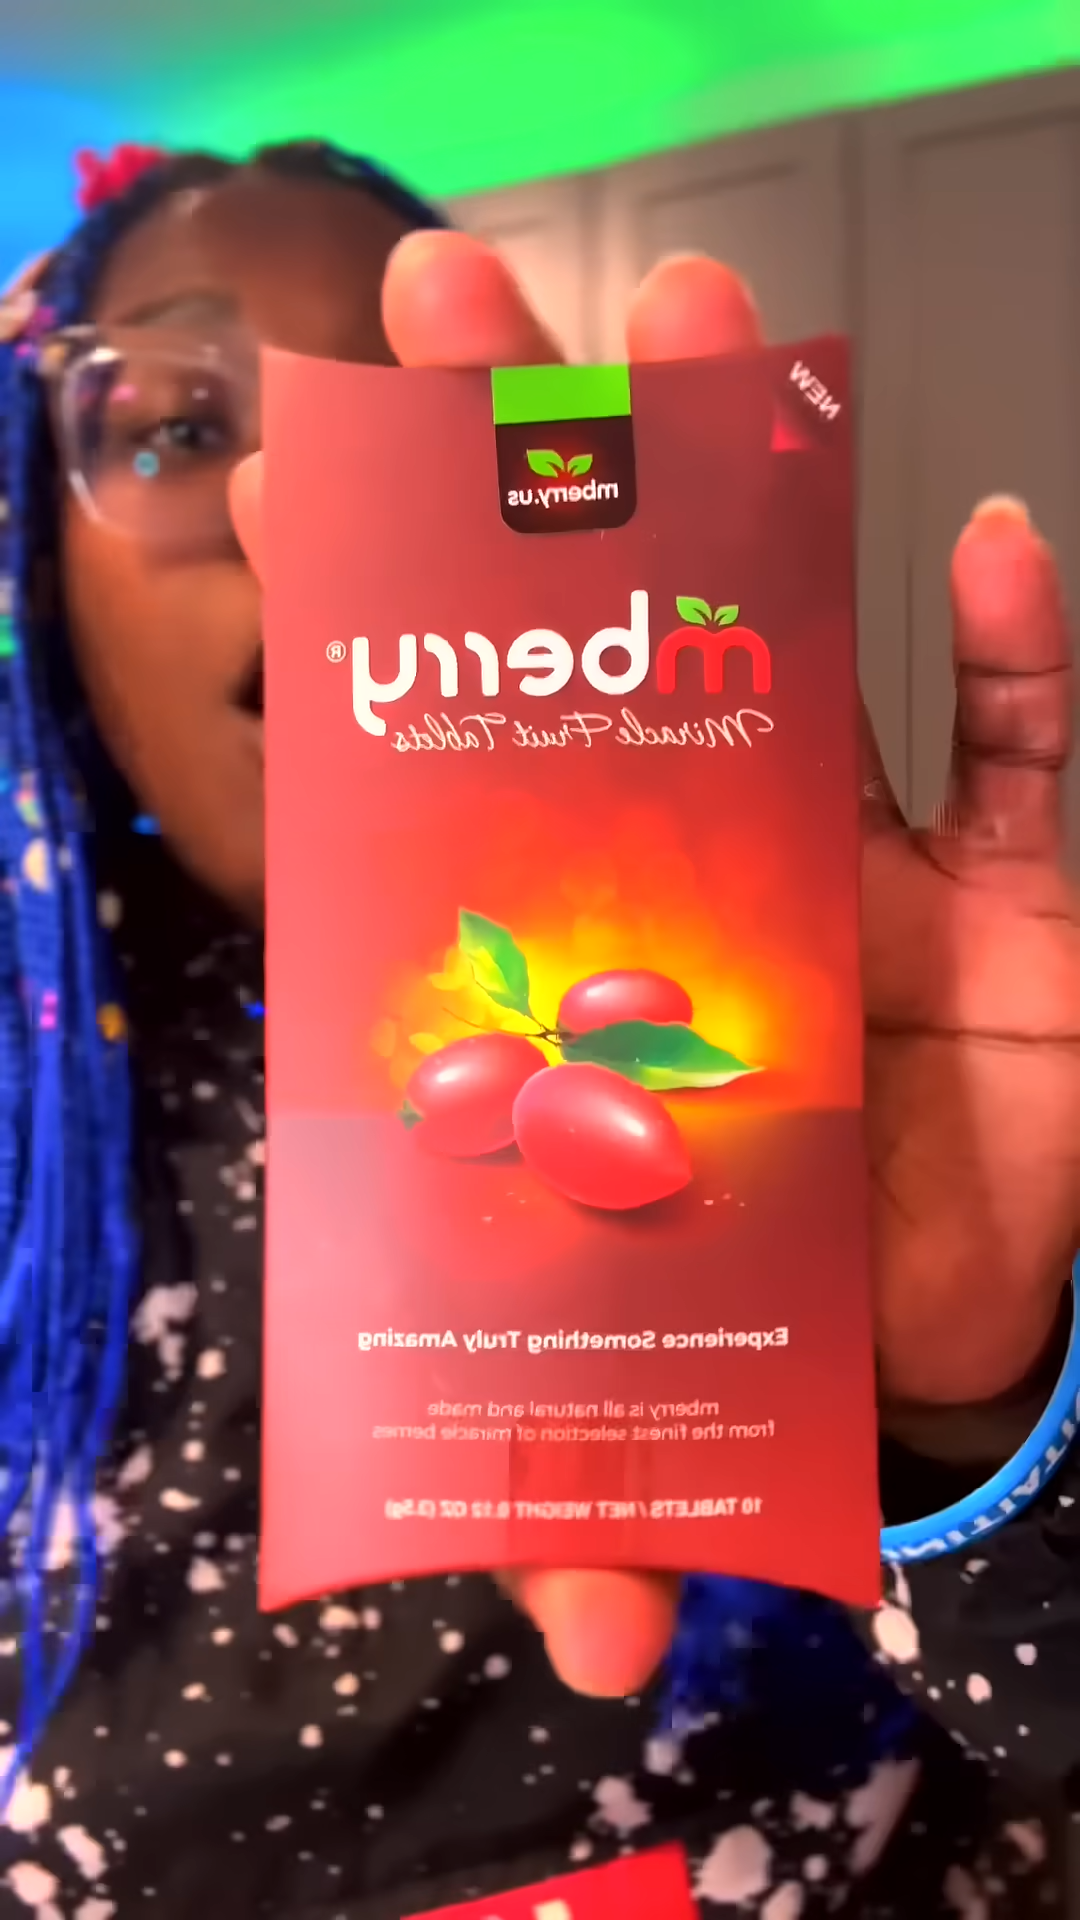 NEW
mberry.us
mberry®
Miracle Fruit Tablets
Experience Something Truly Amazing
mberry is all natural and made
from the finest selection of miracle berries
10 TABLETS / NET WEIGHT 0.12 OZ (3.5g)